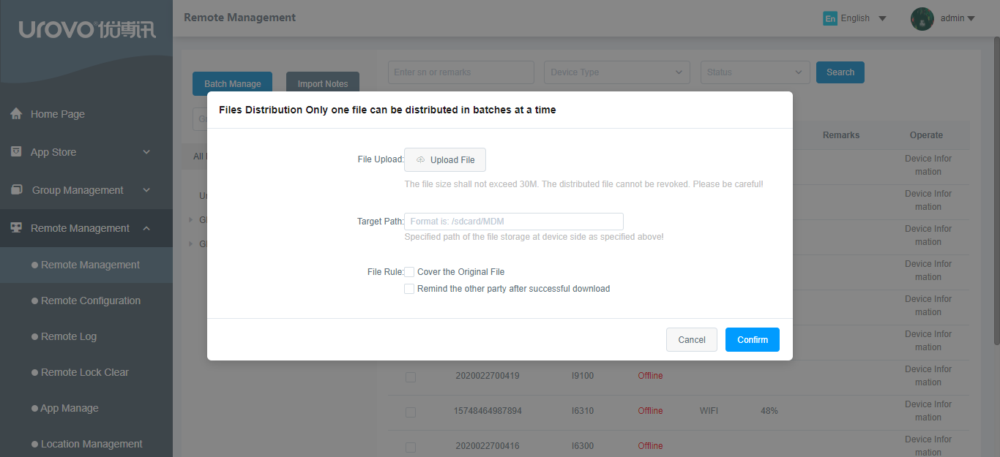 UROVO®优博讯
Remote Management
En English
admin
Home Page
App Store
Group Management
Remote Management
Remote Management
Remote Configuration
Remote Log
Remote Lock Clear
App Manage
Location Management
Batch Manage
Import Notes
Enter sn or remarks
Device Type
Status
Search
All
Remarks
Operate
Device Infor
mation
Device Infor
mation
Device Infor
mation
Device Infor
mation
Device Infor
mation
Device Infor
mation
Files Distribution Only one file can be distributed in batches at a time
File Upload:
Upload File
The file size shall not exceed 30M. The distributed file cannot be revoked. Please be careful!
Target Path:
Format is: /sdcard/MDM
Specified path of the file storage at device side as specified above!
File Rule:
Cover the Original File
Remind the other party after successful download
Cancel
Confirm
2020022700419 I9100 Offline Device Infor
mation
15748464987894 I6310 Offline WIFI 48% Device Infor
mation
2020022700416 I6300 Offline Device Infor
mation